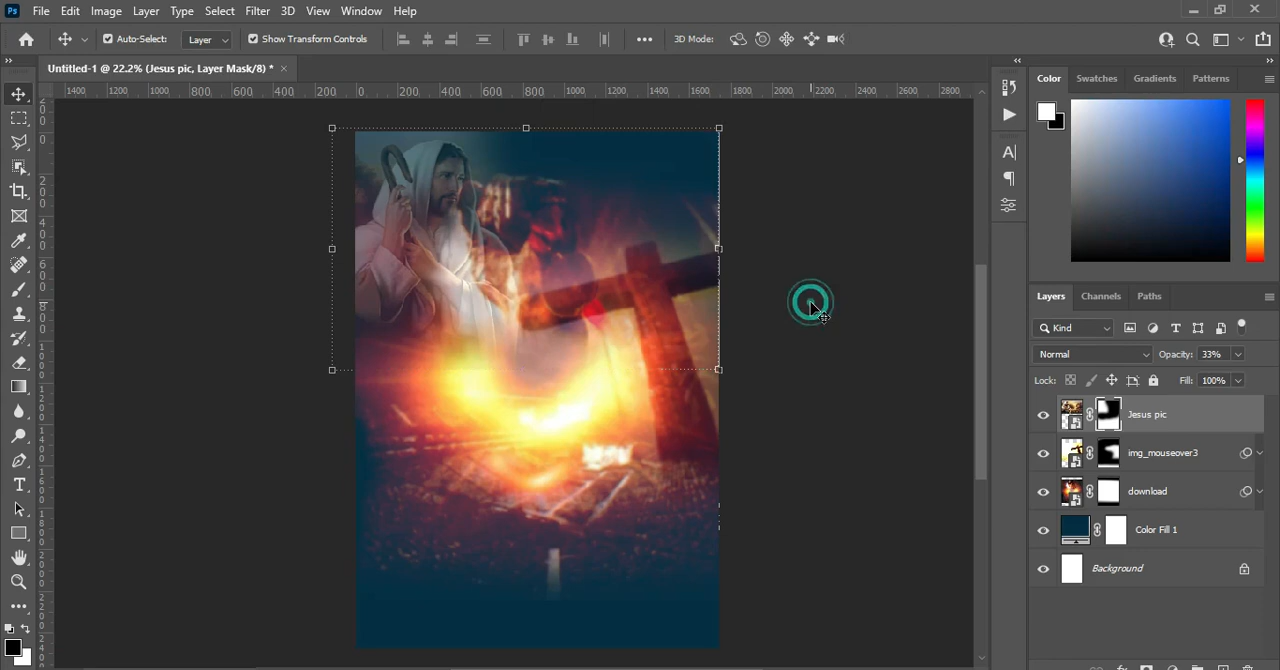 Ps File Edit Image Layer Type Select Filter 3D View Window Help
Auto-Select: Layer Show Transform Controls 3D Mode:
Untitled-1 @ 22.2% (Jesus pic, Layer Mask/8) *
1400 1200 1000 800 600 400 200 0 200 400 600 800 1000 1200 1400 1600 1800 2000 2200 2400 2600 2800
Color Swatches Gradients Patterns
Layers Channels Paths
Kind
Normal Opacity: 33%
Lock: Fill: 100%
Jesus pic
img_mouseover3
download
Color Fill 1
Background